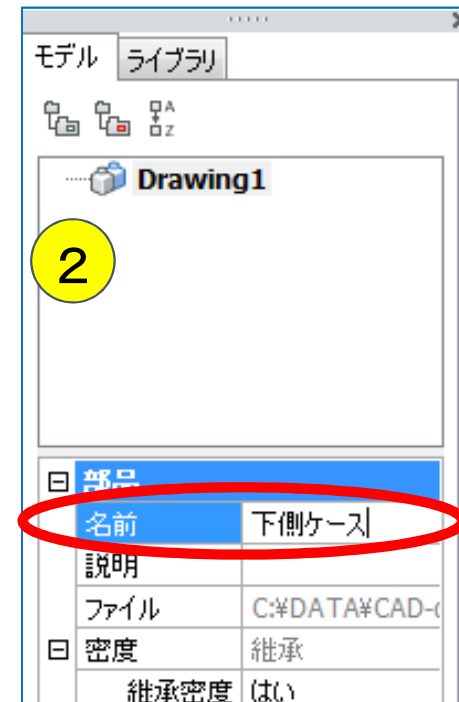 モデル ライブラリ
A
Z
Drawing1
2
部品
名前 下側ケース
説明
ファイル C:¥DATA¥CAD-
密度 継承
継承密度 はい